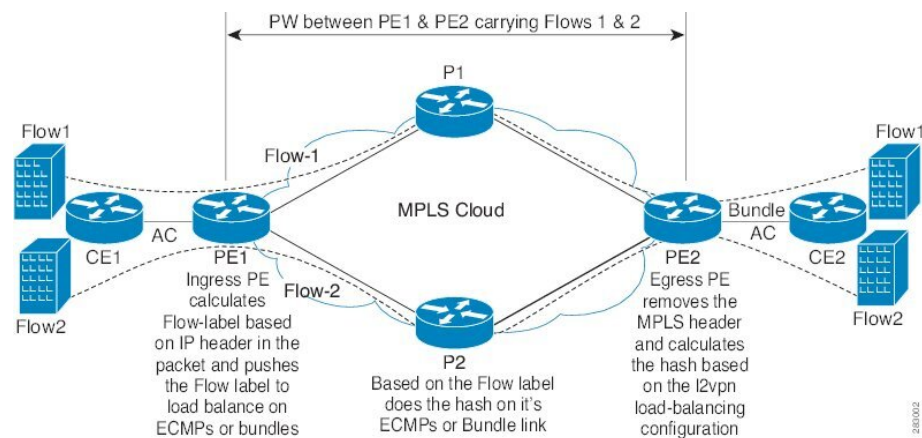 PW between PE1 & PE2 carrying Flows 1 & 2
P1
Flow1
Flow-1
Flow1
MPLS Cloud
Bundle
AC
AC
CE1
PE1
PE2
CE2
Flow2
Flow-2
Flow2
Ingress PE
calculates
Flow-label based
on IP header in the
packet and pushes
the Flow label to
load balance on
ECMPs or bundles
P2
Based on the Flow label
does the hash on it's
ECMPs or Bundle link
Egress PE
removes the
MPLS header
and calculates
the hash based
on the l2vpn
load-balancing
configuration
283002